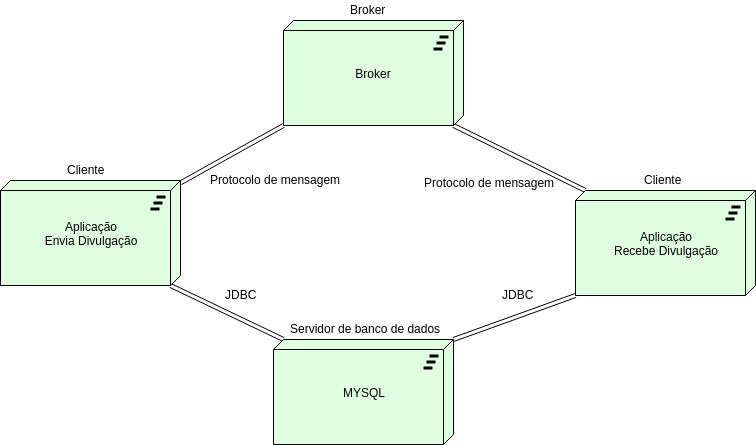 Broker
Broker
Cliente
Protocolo de mensagem
Protocolo de mensagem
Cliente
Aplicação
Envia Divulgação
Aplicação
Recebe Divulgação
JDBC
JDBC
Servidor de banco de dados
MYSQL